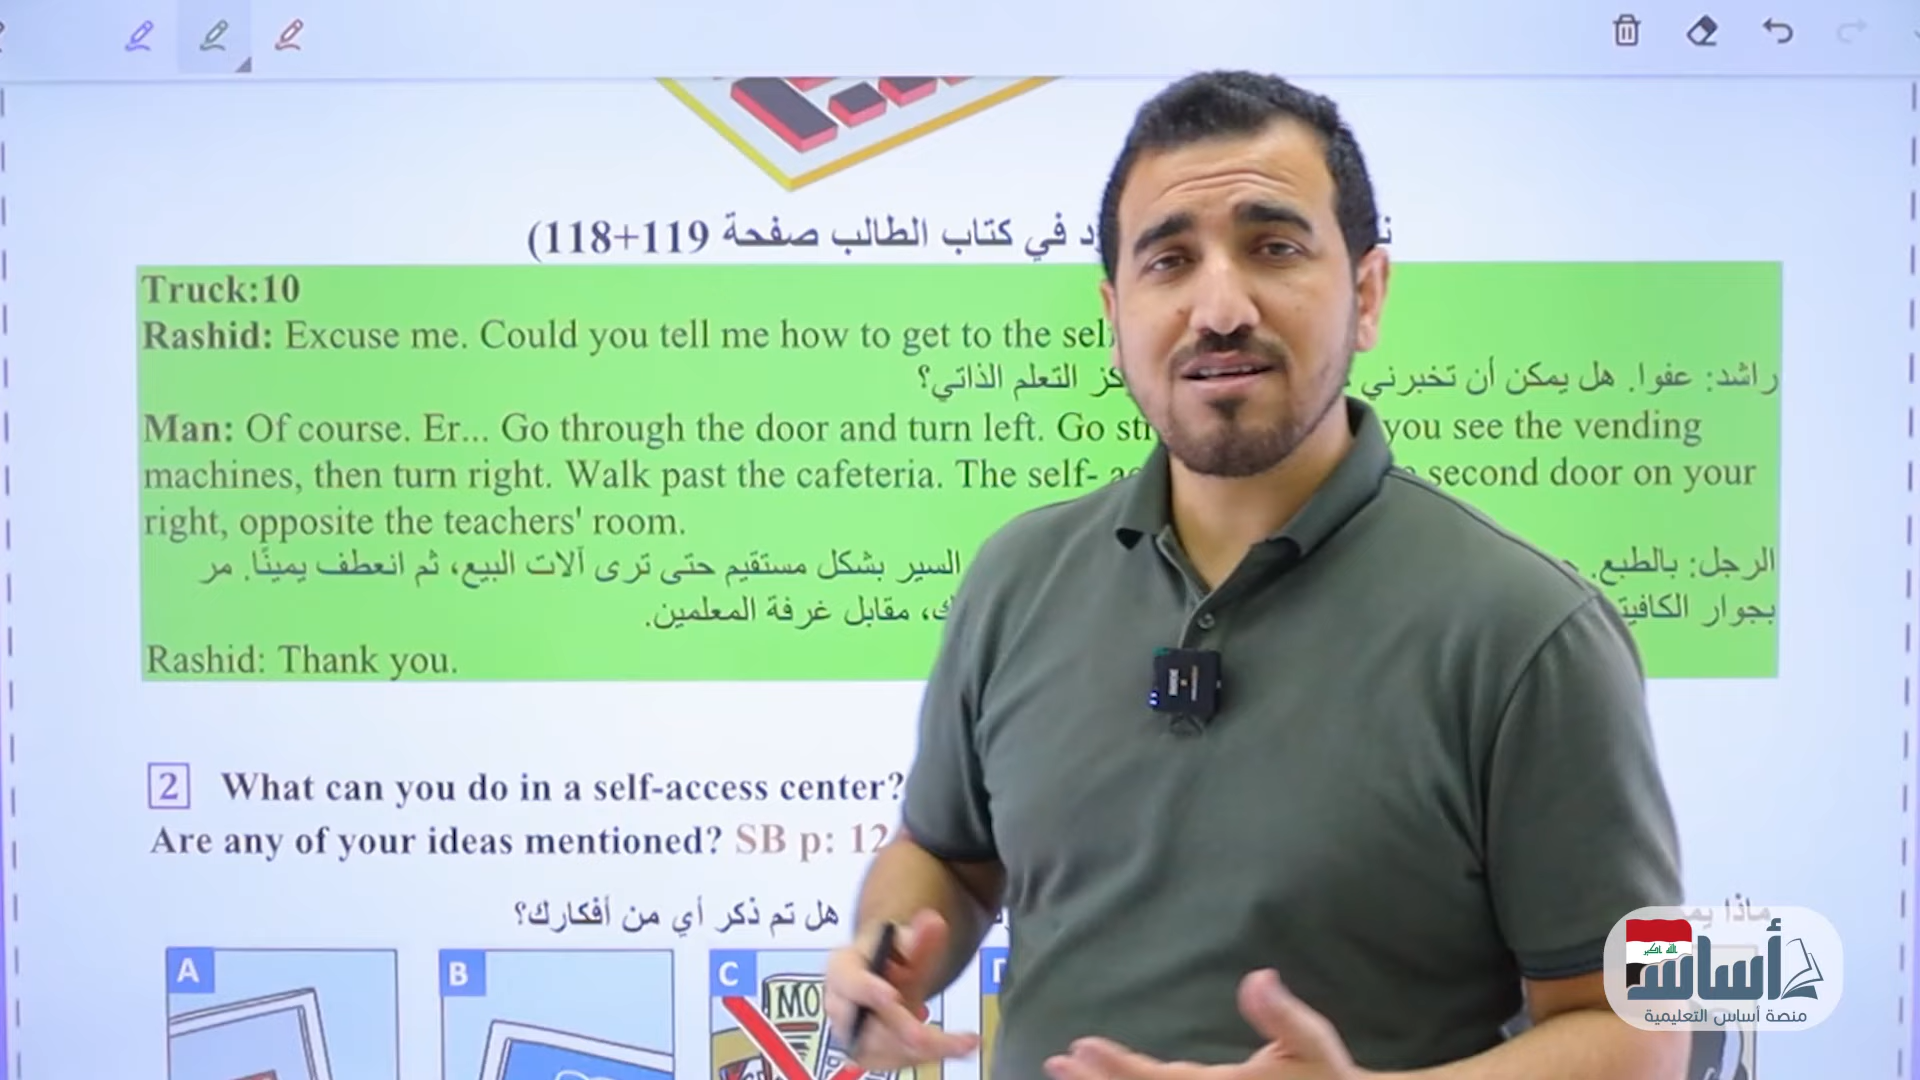 د في كتاب الطالب صفحة 119+118)
Truck:10
Rashid: Excuse me. Could you tell me how to get to the sel
راشد: عفوا. هل يمكن أن تخبرني كز التعلم الذاتي؟
Man: Of course. Er... Go through the door and turn left. Go str you see the vending
machines, then turn right. Walk past the cafeteria. The self- a second door on your
right, opposite the teachers' room.
الرجل: بالطبع. السير بشكل مستقيم حتى ترى آلات البيع، ثم انعطف يمينًا. مر
بجوار الكافيت ك، مقابل غرفة المعلمين.
Rashid: Thank you.
2 What can you do in a self-access center?
Are any of your ideas mentioned? SB p: 12
ماذا يم هل تم ذكر أي من أفكارك؟
A B C D
MO
أساس
منصة أساس التعليمية